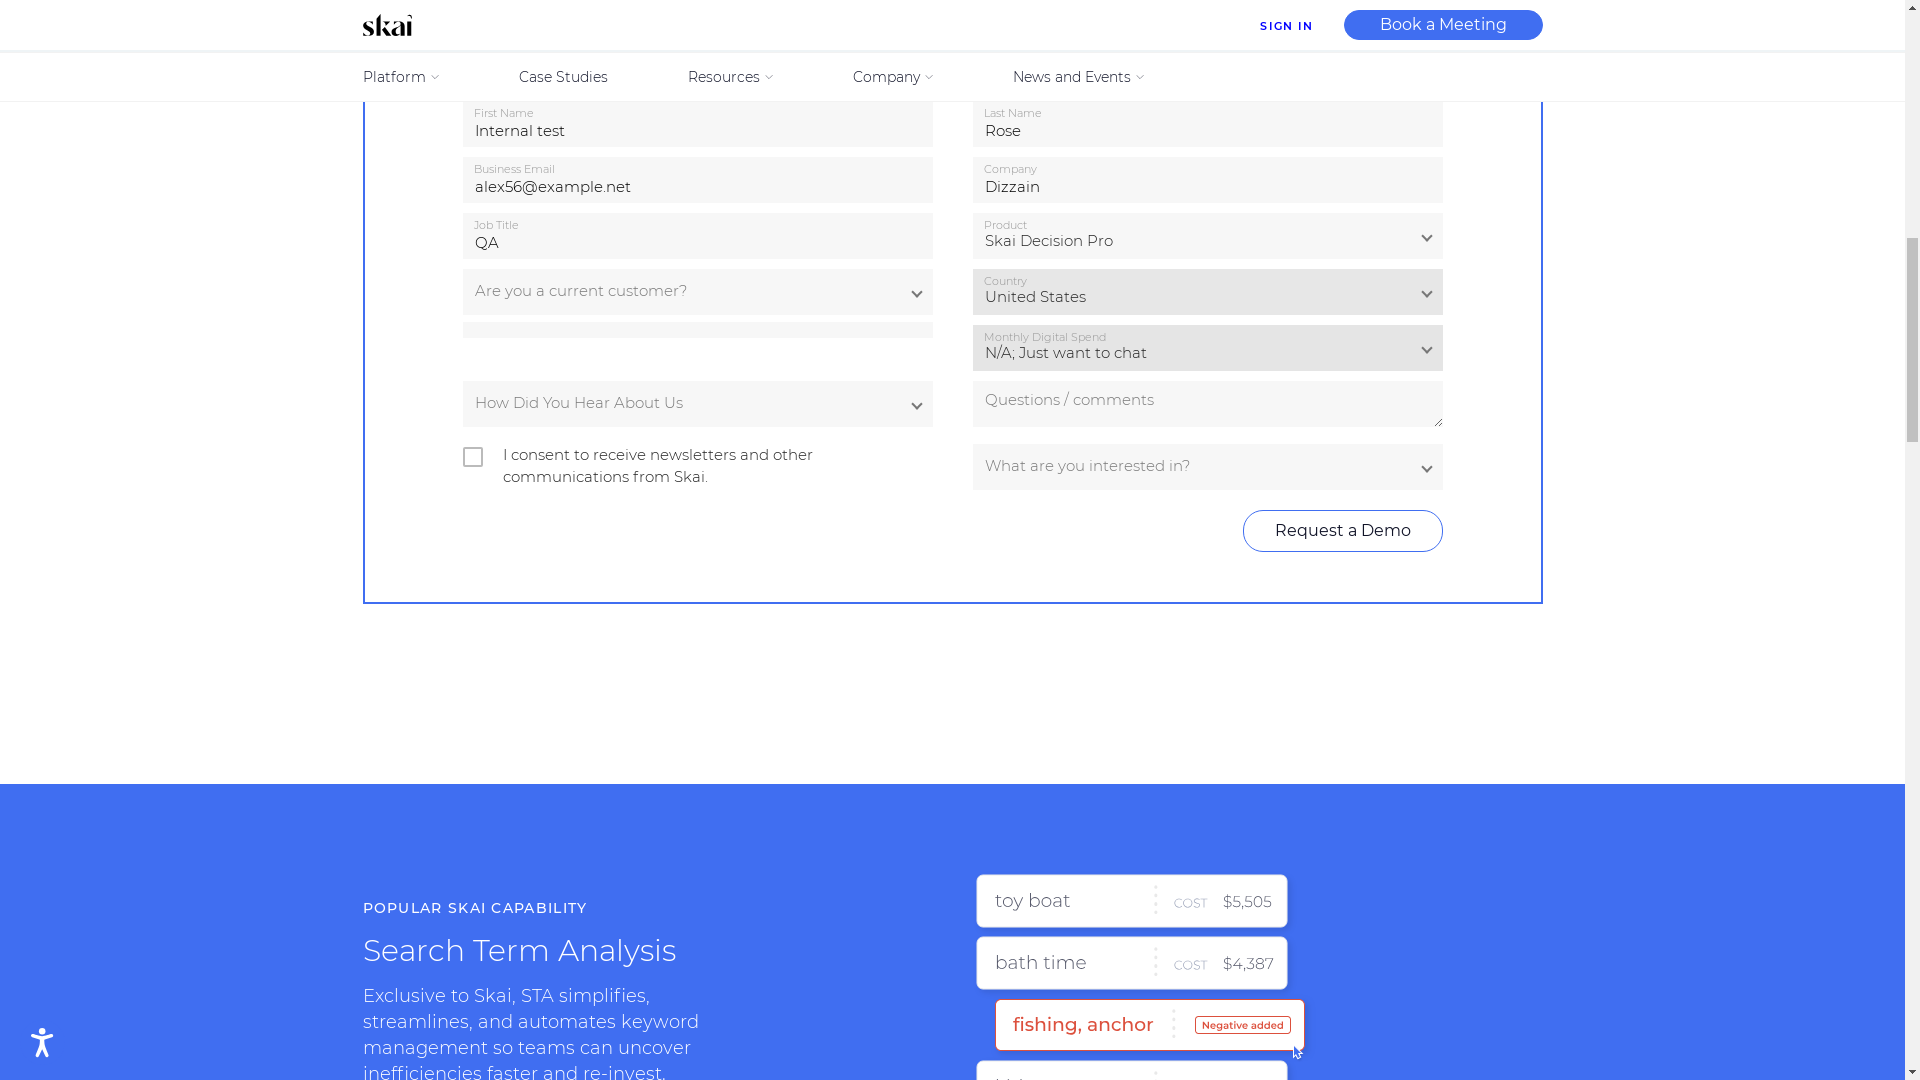 skai
SIGN IN
Book a Meeting
Platform
Case Studies
Resources
Company
News and Events
First Name
Internal test
Last Name
Rose
Business Email
alex56@example.net
Company
Dizzain
Job Title
QA
Product
Skai Decision Pro
Are you a current customer?
Country
United States
Monthly Digital Spend
N/A; Just want to chat
How Did You Hear About Us
Questions / comments
I consent to receive newsletters and other
communications from Skai.
What are you interested in?
Request a Demo
POPULAR SKAI CAPABILITY
Search Term Analysis
Exclusive to Skai, STA simplifies,
streamlines, and automates keyword
management so teams can uncover
inefficiencies faster and re-invest.
toy boat COST $5,505
bath time COST $4,387
fishing, anchor Negative added